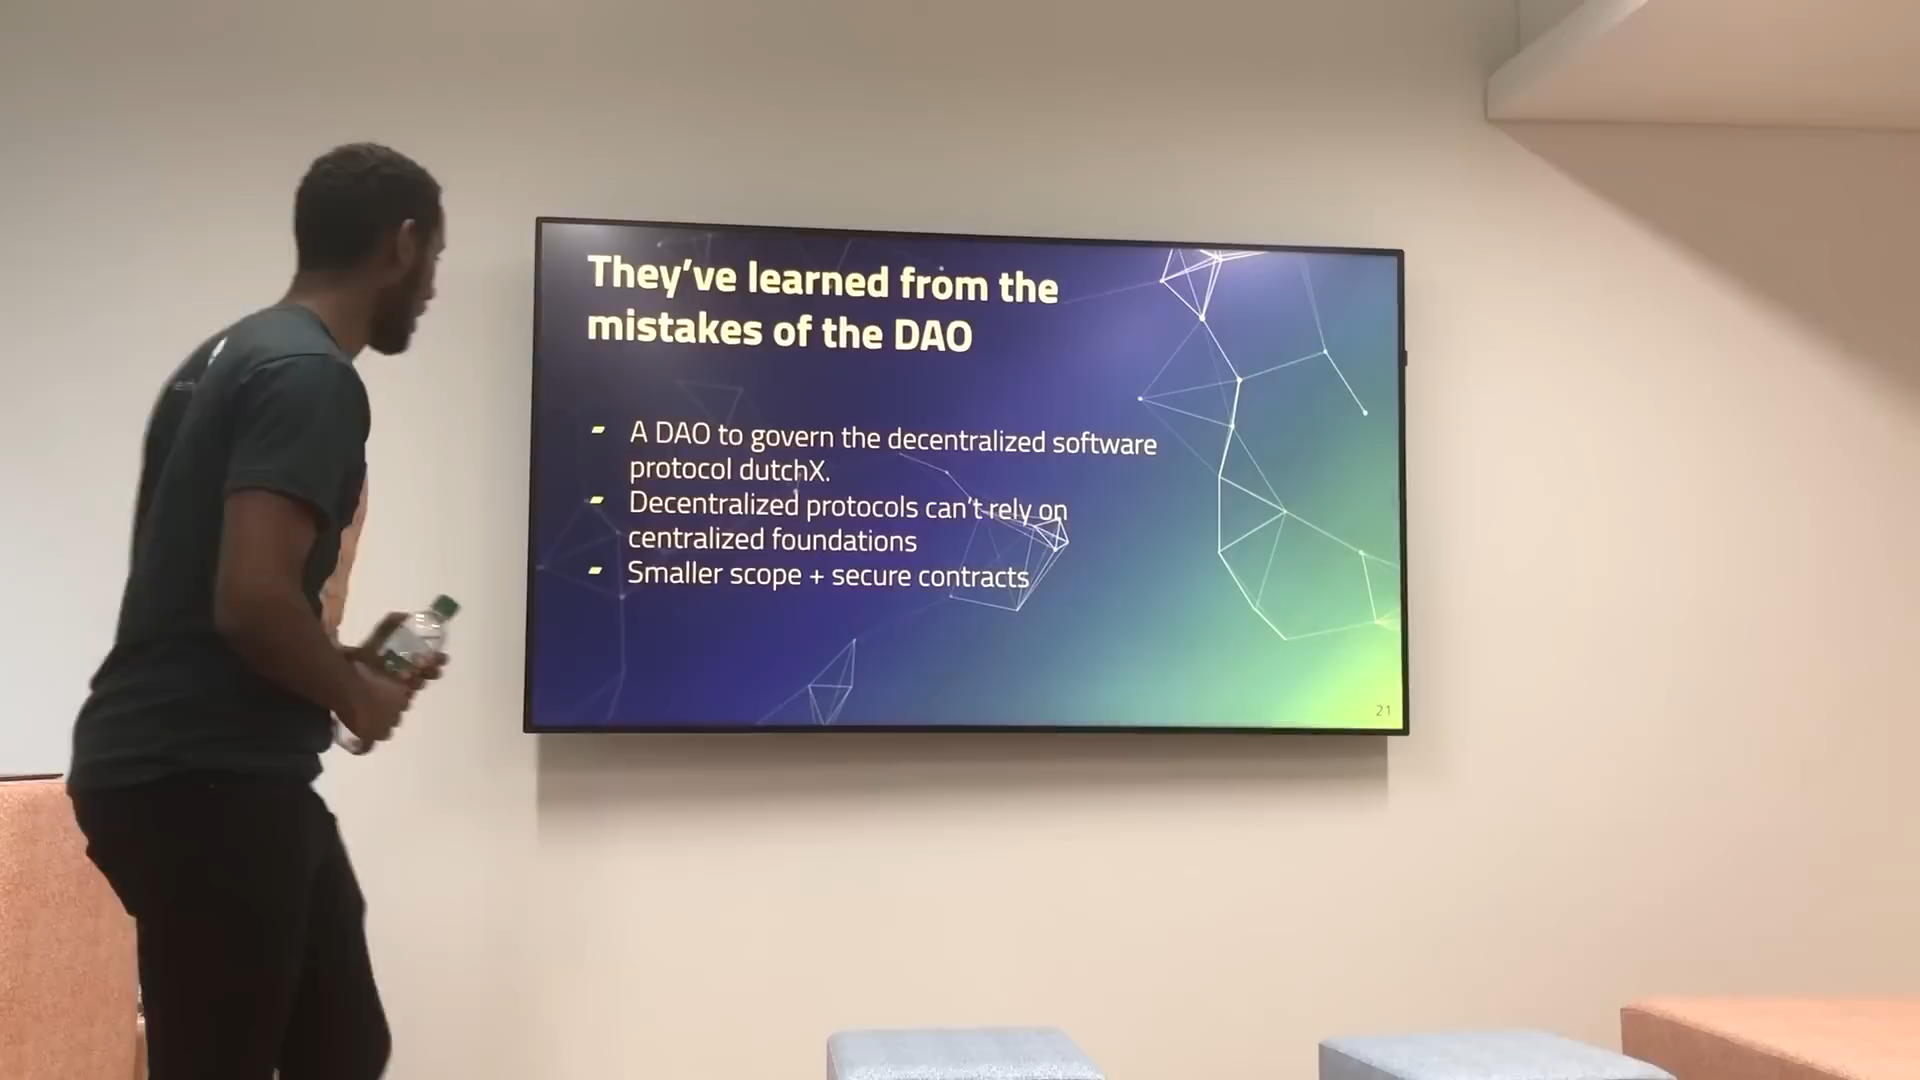 They've learned from the
mistakes of the DAO
- A DAO to govern the decentralized software
protocol dutchX.
- Decentralized protocols can't rely on
centralized foundations
- Smaller scope + secure contracts
21